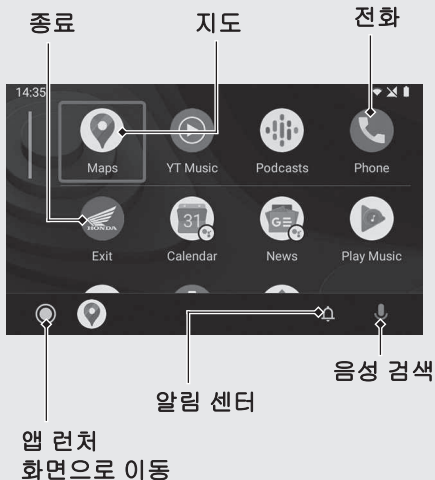 종료
지도
전화
14:35
Maps
YT Music
Podcasts
Phone
HONDA
31
GE
Exit
Calendar
News
Play Music
음성 검색
알림 센터
앱 런처
화면으로 이동